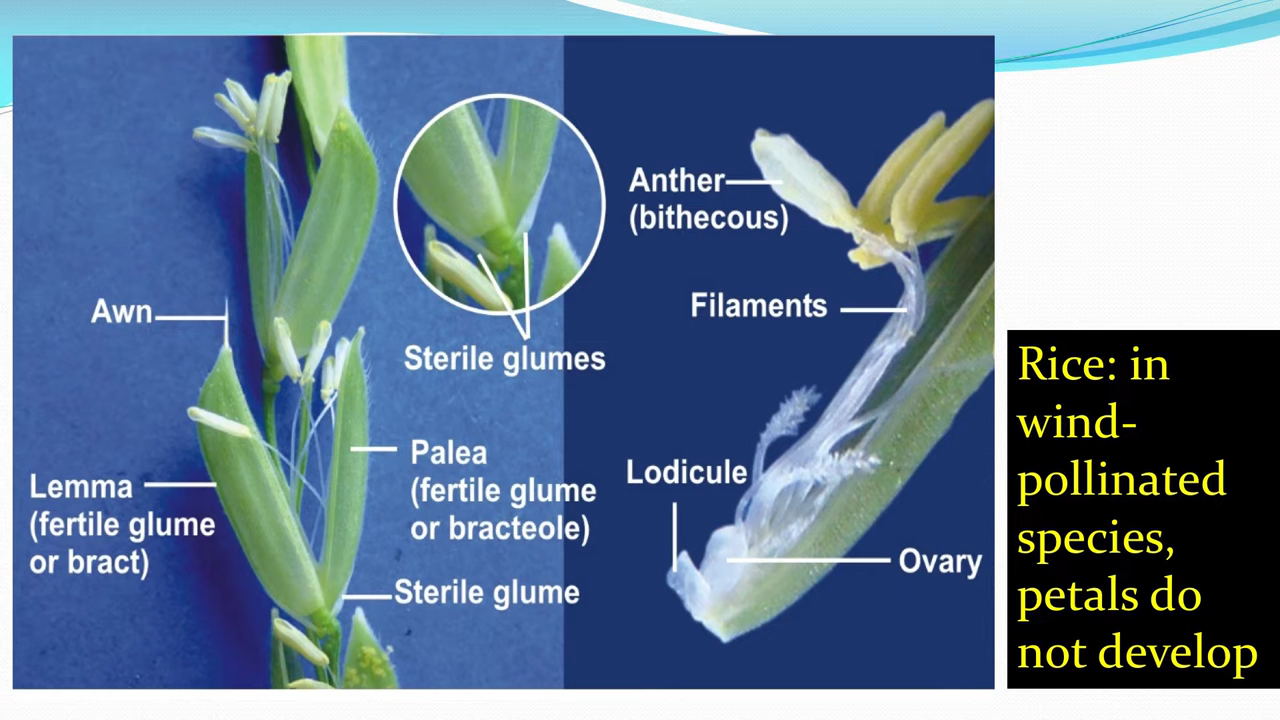 Anther
(bithecous)
Filaments
Awn
Sterile glumes
Palea
(fertile glume
or bracteole)
Lemma
(fertile glume
or bract)
Sterile glume
Lodicule
Ovary
Rice: in
wind-
pollinated
species,
petals do
not develop